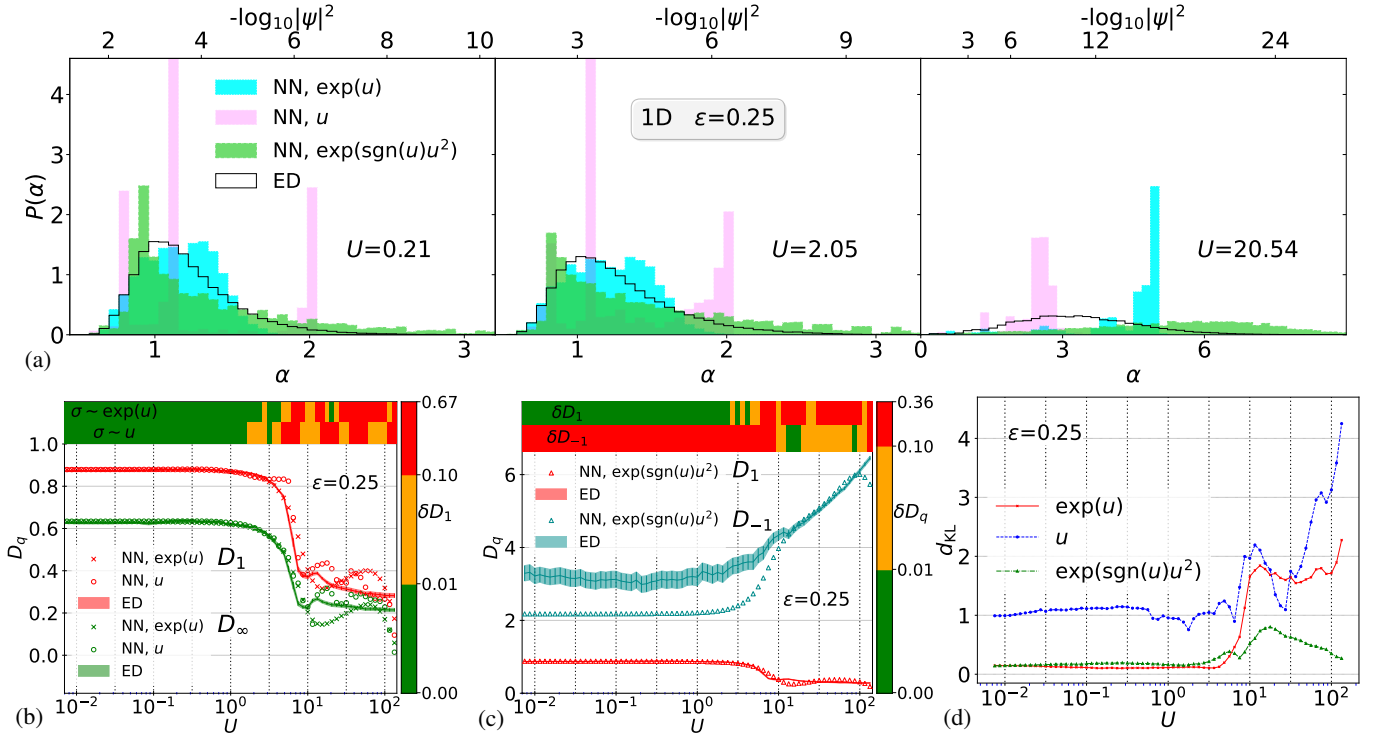 -log₁₀|ψ|² -log₁₀|ψ|² -log₁₀|ψ|²
2 4 6 8 10 3 6 9 3 6 12 24
4
3
2
1
0
P(α)
NN, exp(u)
NN, u
NN, exp(sgn(u)u²)
ED
U=0.21
1D ε=0.25
U=2.05
U=20.54
1 2 3 1 2 3 0 3 6
(a) α α α
σ ~ exp(u)
σ ~ u
1.0
0.8
0.6
0.4
0.2
0.0
D_q
ε=0.25
NN, exp(u) D₁
NN, u
ED
NN, exp(u) D∞
NN, u
ED
0.67
0.10
δD₁
0.01
0.00
10⁻² 10⁻¹ 10⁰ 10¹ 10²
(b) U
δD₁
δD₋₁
6
4
2
0
D_q
NN, exp(sgn(u)u²) D₁
ED
NN, exp(sgn(u)u²) D₋₁
ED
ε=0.25
0.36
0.10
δD_q
0.01
0.00
10⁻² 10⁻¹ 10⁰ 10¹ 10²
(c) U
ε=0.25
4
3
2
1
0
d_KL
exp(u)
u
exp(sgn(u)u²)
10⁻² 10⁻¹ 10⁰ 10¹ 10²
(d) U